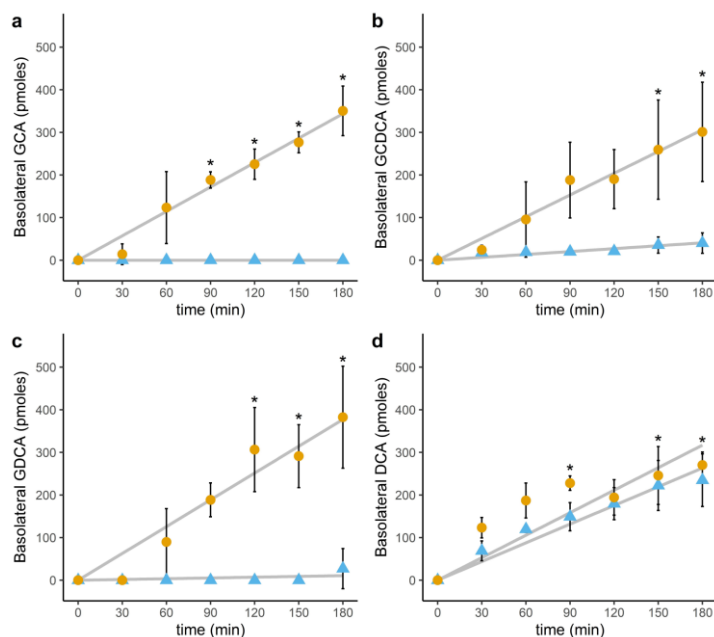 a
Basolateral GCA (pmoles)
500
400
300
200
100
0
* * * *
0 30 60 90 120 150 180
time (min)
b
Basolateral GCDCA (pmoles)
500
400
300
200
100
0
* *
0 30 60 90 120 150 180
time (min)
c
Basolateral GDCA (pmoles)
500
400
300
200
100
0
* * *
0 30 60 90 120 150 180
time (min)
d
Basolateral DCA (pmoles)
500
400
300
200
100
0
* * *
0 30 60 90 120 150 180
time (min)